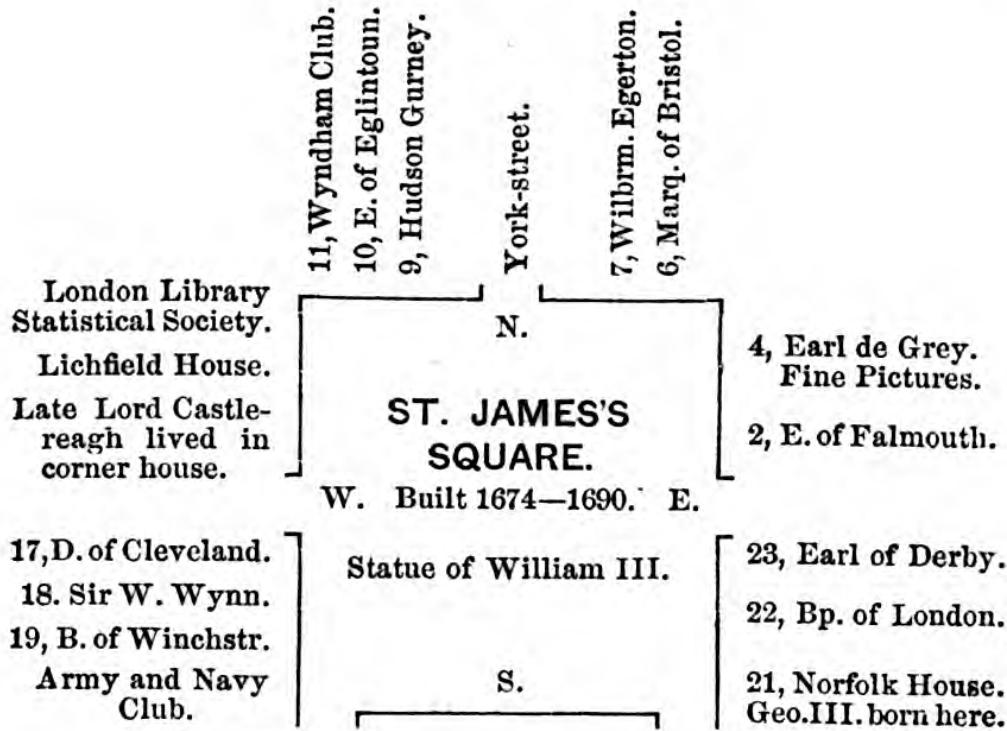 11, Wyndham Club.
10, E. of Eglintoun.
9, Hudson Gurney.
York-street.
7, Wilbrm. Egerton.
6, Marq. of Bristol.
London Library
Statistical Society.
Lichfield House.
Late Lord Castle-
reagh lived in
corner house.
N.
ST. JAMES'S
SQUARE.
W. Built 1674—1690. E.
4, Earl de Grey.
Fine Pictures.
2, E. of Falmouth.
17, D. of Cleveland.
18. Sir W. Wynn.
19, B. of Winchstr.
Army and Navy
Club.
Statue of William III.
S.
23, Earl of Derby.
22, Bp. of London.
21, Norfolk House.
Geo. III. born here.